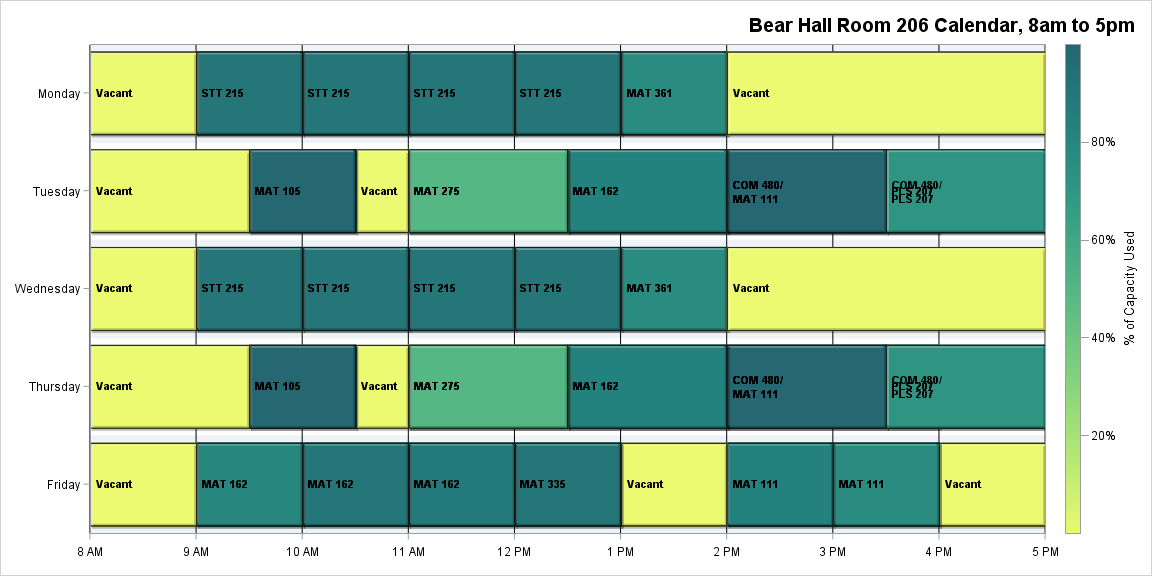 Bear Hall Room 206 Calendar, 8am to 5pm
Monday
Vacant
STT 215
STT 215
STT 215
STT 215
MAT 361
Vacant
Tuesday
Vacant
MAT 105
Vacant
MAT 275
MAT 162
COM 480/
MAT 111
COM 480/
PLS 207
PLS 207
Wednesday
Vacant
STT 215
STT 215
STT 215
STT 215
MAT 361
Vacant
Thursday
Vacant
MAT 105
Vacant
MAT 275
MAT 162
COM 480/
MAT 111
COM 480/
PLS 207
PLS 207
Friday
Vacant
MAT 162
MAT 162
MAT 162
MAT 335
Vacant
MAT 111
MAT 111
Vacant
8 AM
9 AM
10 AM
11 AM
12 PM
1 PM
2 PM
3 PM
4 PM
5 PM
80%
60%
40%
20%
% of Capacity Used